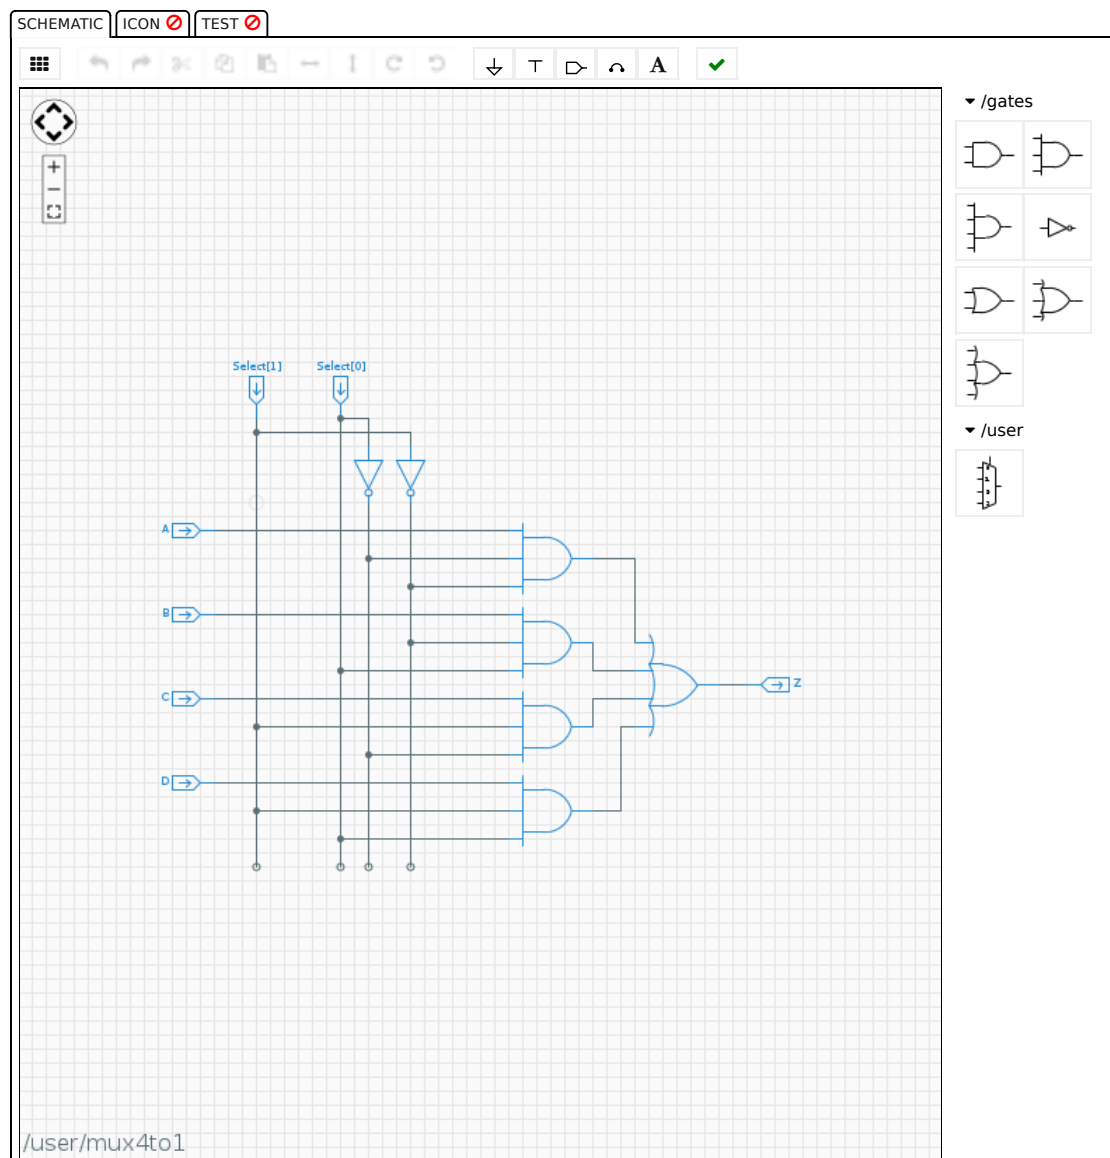 SCHEMATIC
ICON
TEST
A
/gates
/user
Select[1] Select[0]
A
B
C
Z
D
/user/mux4to1